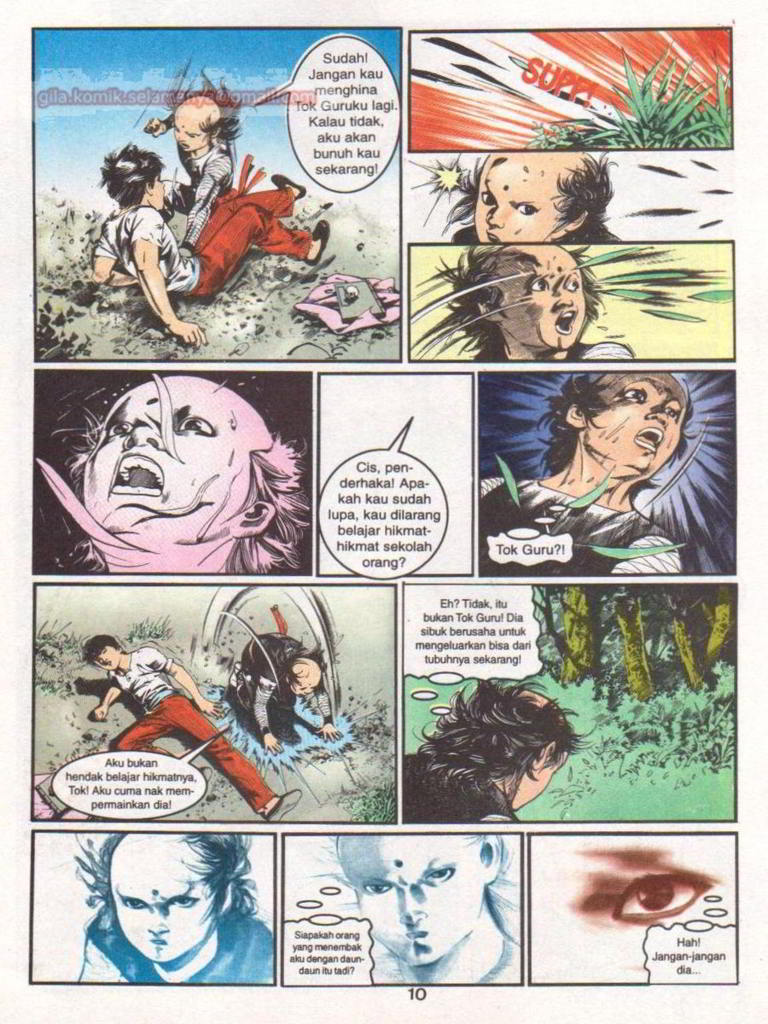 Sudah!
Jangan kau
menghina
Tok Guruku lagi.
Kalau tidak,
aku akan
bunuh kau
sekarang!
gila.komik.selamanya@gmail.com
SUPP!
Cis, pen-
derhaka! Apa-
kah kau sudah
lupa, kau dilarang
belajar hikmat-
hikmat sekolah
orang?
Tok Guru?!
Aku bukan
hendak belajar hikmatnya,
Tok! Aku cuma nak mem-
permainkan dia!
Eh? Tidak, itu
bukan Tok Guru! Dia
sibuk berusaha untuk
mengeluarkan bisa dari
tubuhnya sekarang!
Siapakah orang
yang menembak
aku dengan daun-
daun itu tadi?
Hah!
Jangan-jangan
dia...
10